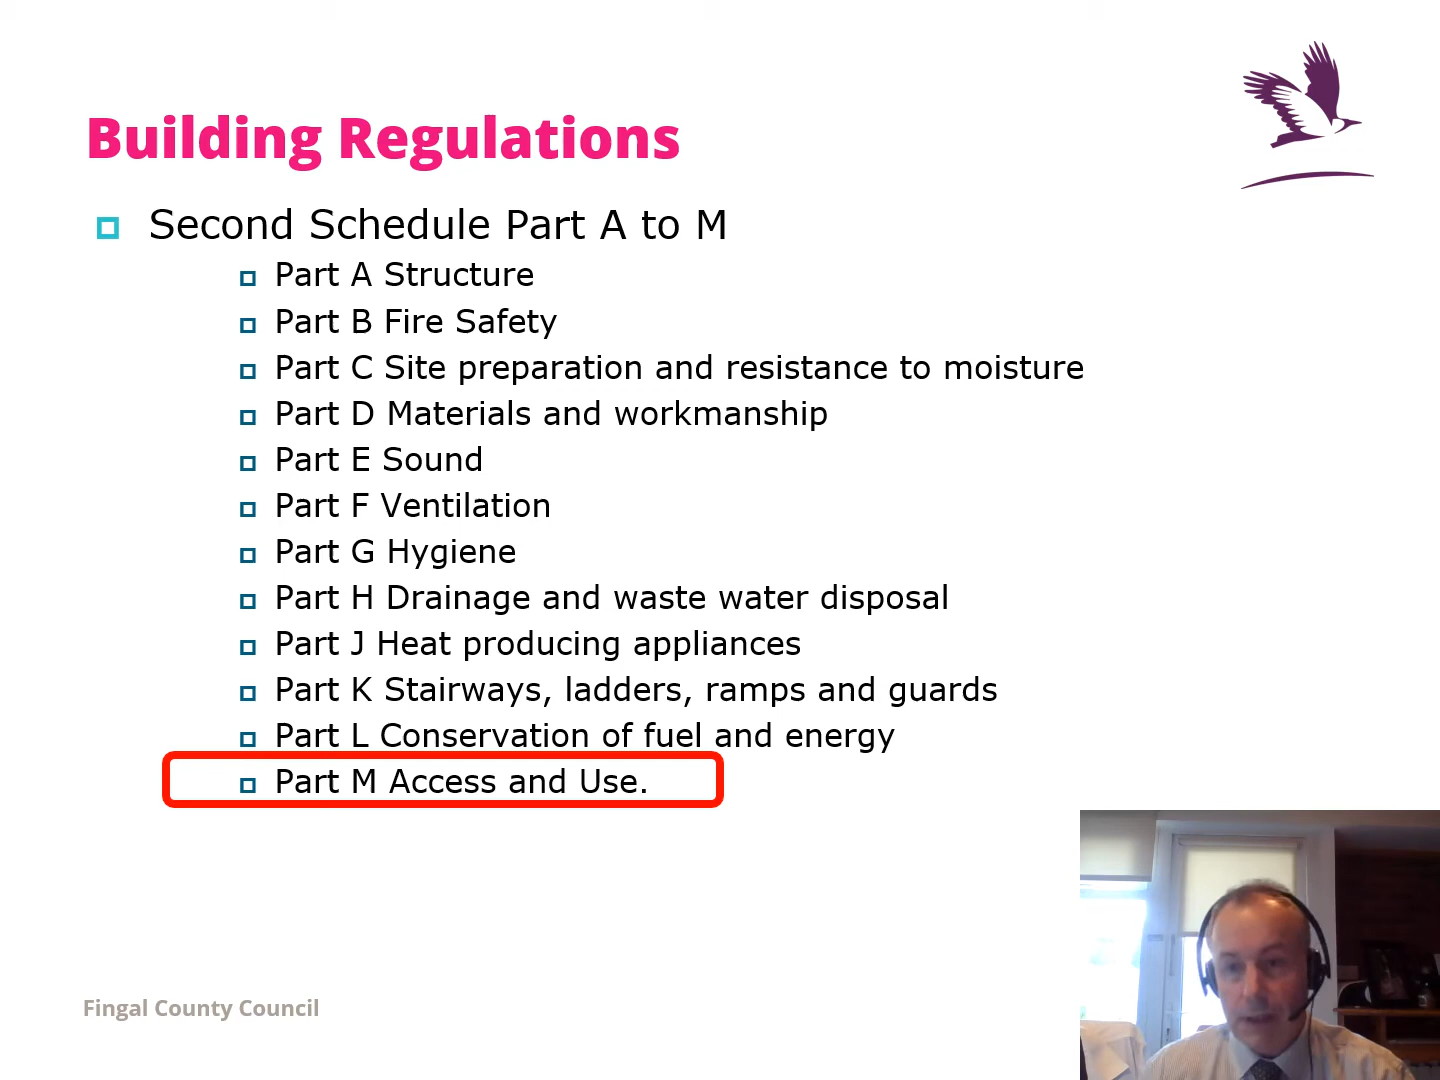 Building Regulations
Second Schedule Part A to M
Part A Structure
Part B Fire Safety
Part C Site preparation and resistance to moisture
Part D Materials and workmanship
Part E Sound
Part F Ventilation
Part G Hygiene
Part H Drainage and waste water disposal
Part J Heat producing appliances
Part K Stairways, ladders, ramps and guards
Part L Conservation of fuel and energy
Part M Access and Use.
Fingal County Council